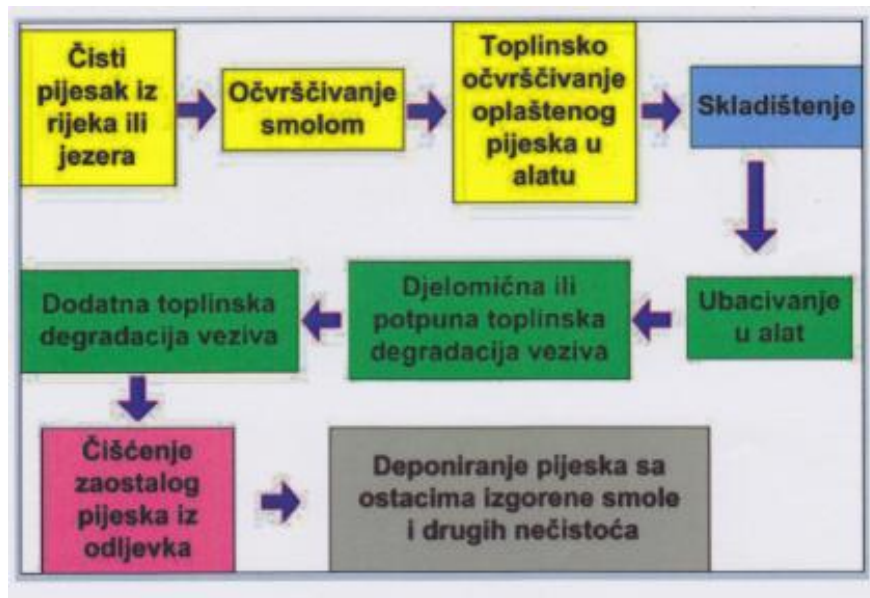 Čisti
pijesak iz
rijeka ili
jezera
Očvrščivanje
smolom
Toplinsko
očvrščivanje
oplaštenog
pijeska u
alatu
Skladištenje
Ubacivanje
u alat
Djelomična ili
potpuna toplinska
degradacija veziva
Dodatna toplinska
degradacija veziva
Čišćenje
zaostalog
pijeska iz
odljevka
Deponiranje pijeska sa
ostacima izgorene smole
i drugih nečistoća